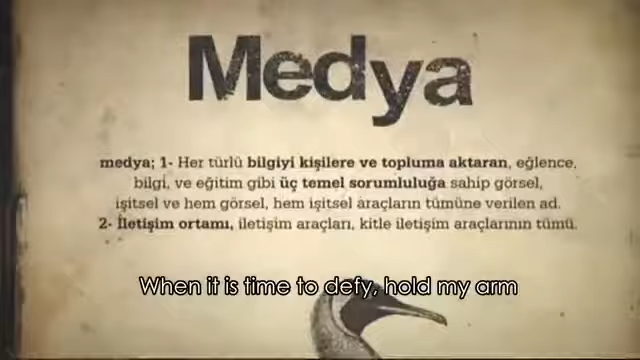 Medya
medya; 1- Her türlü bilgiyi kişilere ve topluma aktaran, eğlence,
bilgi, ve eğitim gibi üç temel sorumluluğa sahip görsel,
işitsel ve hem görsel, hem işitsel araçların tümüne verilen ad.
2- İletişim ortamı, iletişim araçları, kitle iletişim araçlarının tümü.
When it is time to defy, hold my arm